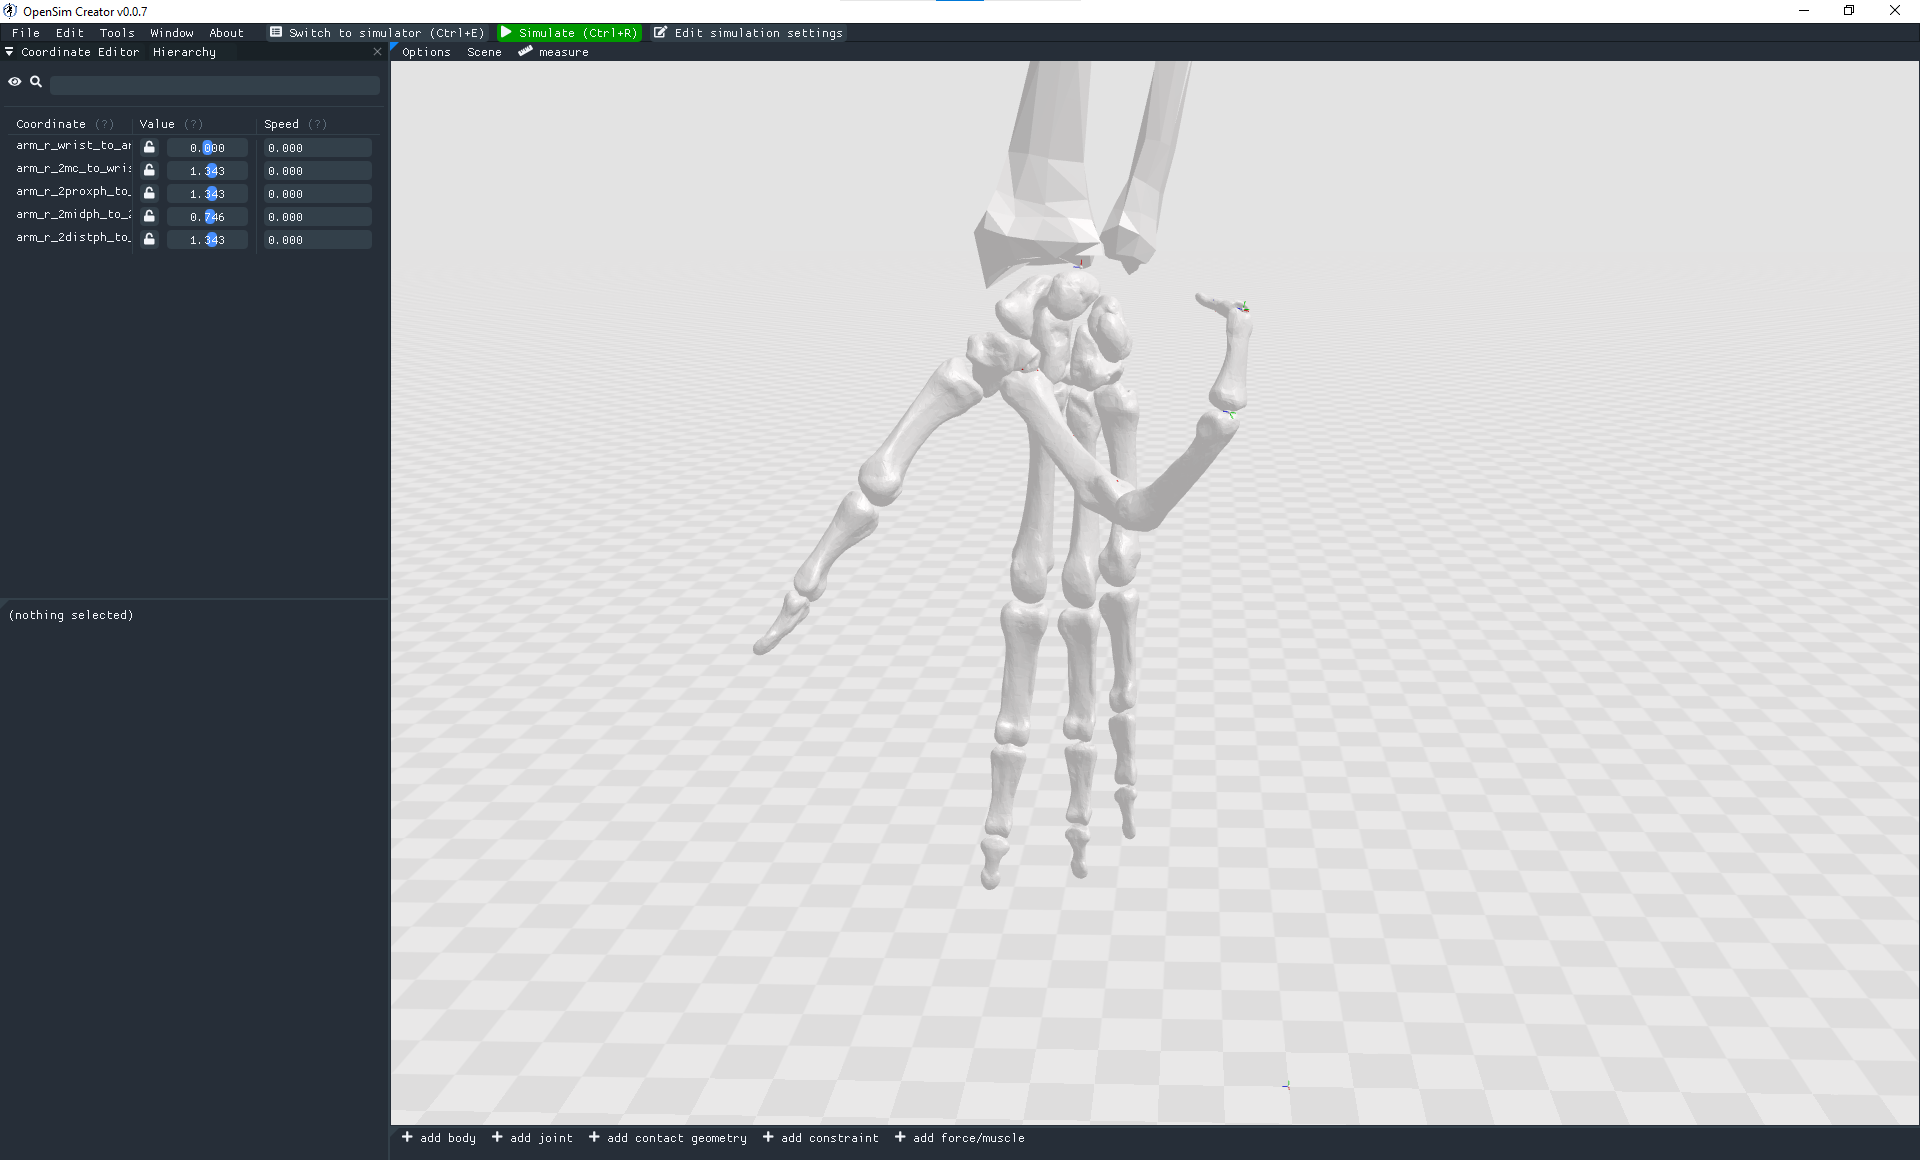 OpenSim Creator v0.0.7
File Edit Tools Window About Switch to simulator (Ctrl+E) Simulate (Ctrl+R) Edit simulation settings
Coordinate Editor Hierarchy
Options Scene measure
Coordinate (?) Value (?) Speed (?)
arm_r_wrist_to_ar 0.000 0.000
arm_r_2mc_to_wris 1.343 0.000
arm_r_2proxph_to_ 1.343 0.000
arm_r_2midph_to_2 0.746 0.000
arm_r_2distph_to_ 1.343 0.000
(nothing selected)
add body add joint add contact geometry add constraint add force/muscle